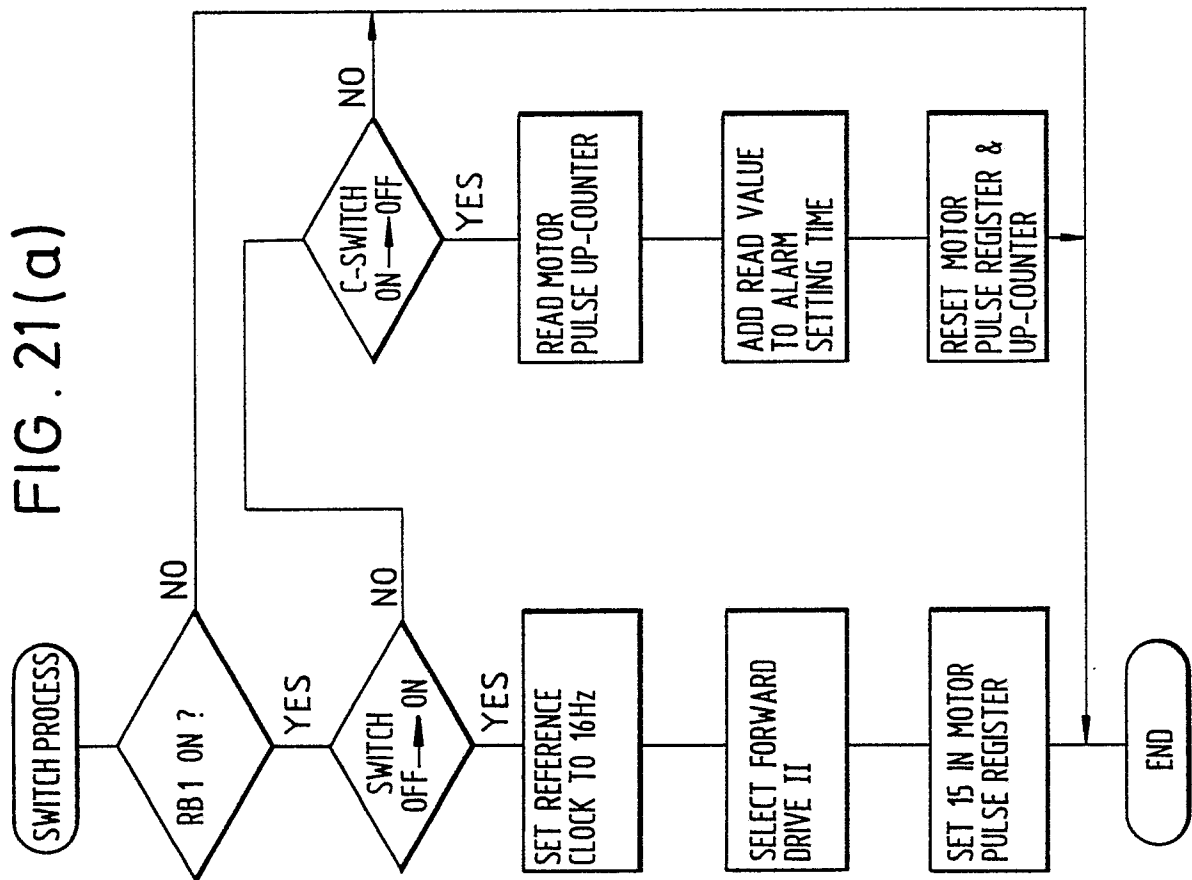 FIG. 21(a)
SWITCH PROCESS
RB1 ON ?
NO
YES
SWITCH
OFF→ON
NO
YES
SET REFERENCE
CLOCK TO 16Hz
SELECT FORWARD
DRIVE II
SET 15 IN MOTOR
PULSE REGISTER
C-SWITCH
ON→OFF
NO
YES
READ MOTOR
PULSE UP-COUNTER
ADD READ VALUE
TO ALARM
SETTING TIME
RESET MOTOR
PULSE REGISTER &
UP-COUNTER
END